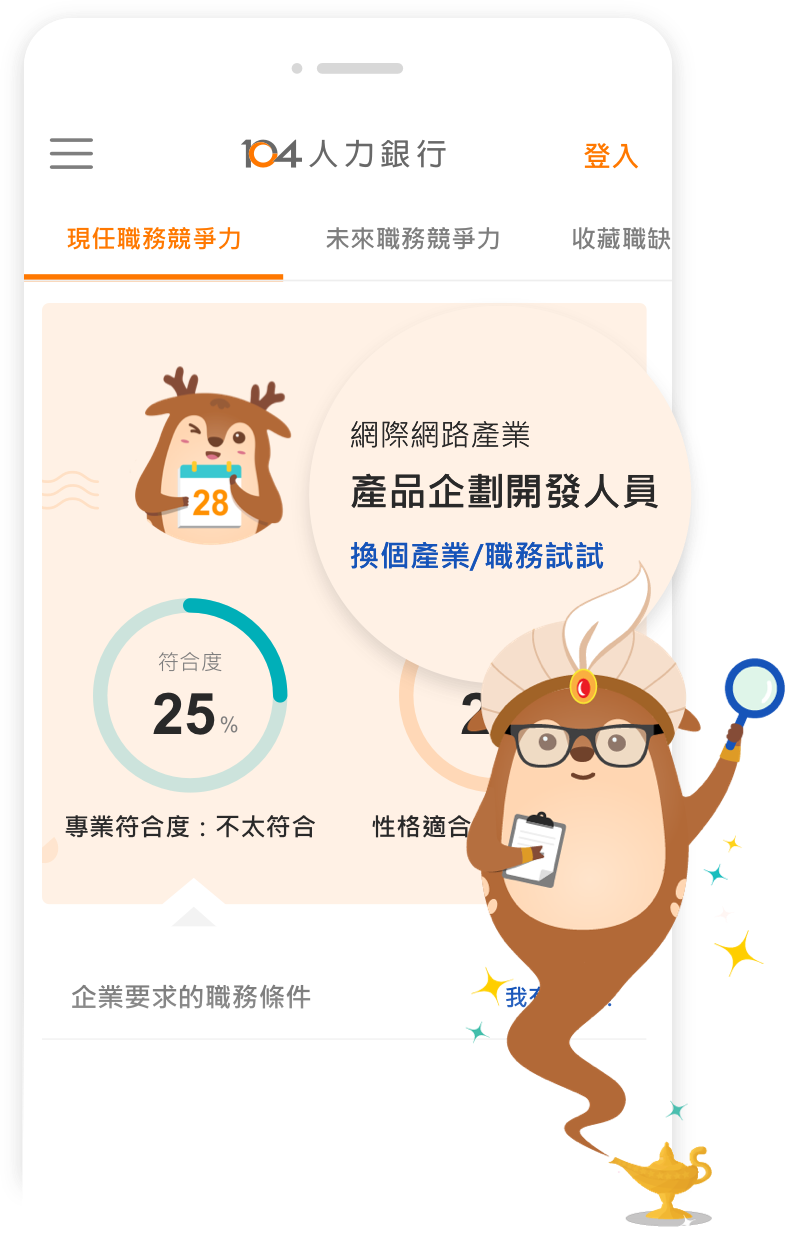 104人力銀行
登入
現任職務競爭力
未來職務競爭力
收藏職缺
網際網路產業
產品企劃開發人員
換個產業/職務試試
28
符合度
25%
2
專業符合度：不太符合
性格適合
企業要求的職務條件
我